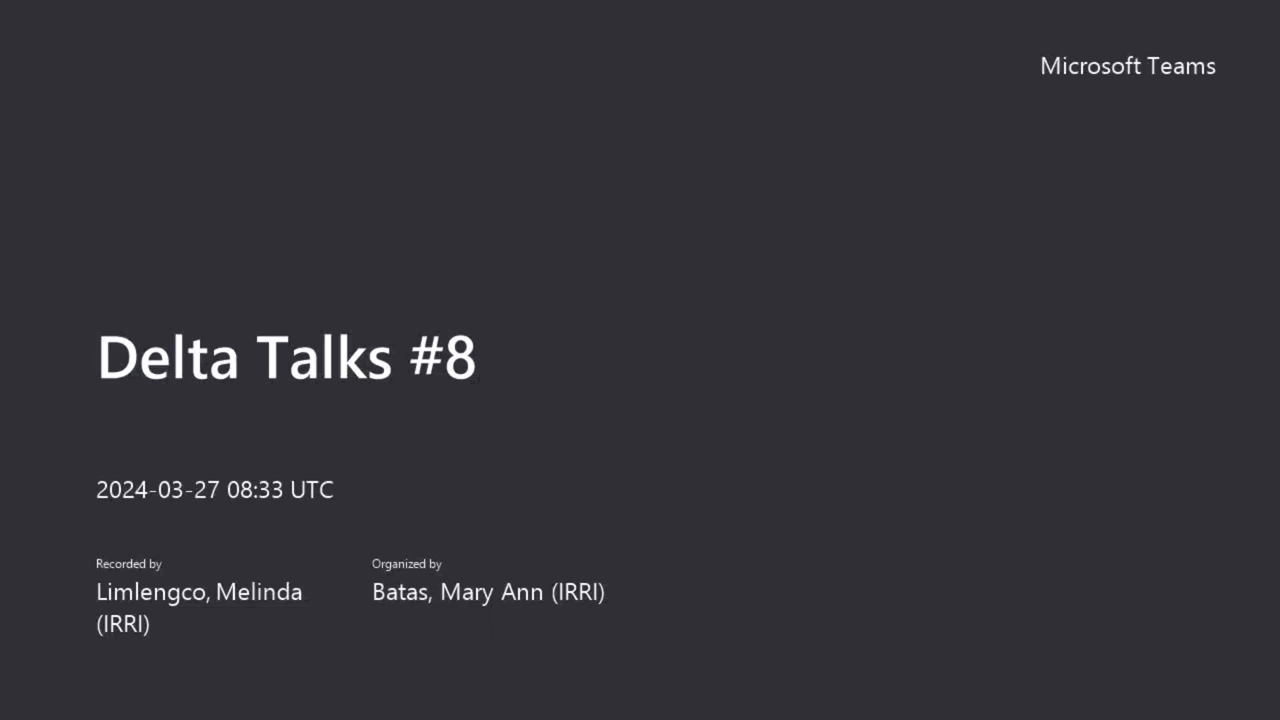 Microsoft Teams
Delta Talks #8
2024-03-27 08:33 UTC
Recorded by
Limlengco, Melinda
(IRRI)
Organized by
Batas, Mary Ann (IRRI)